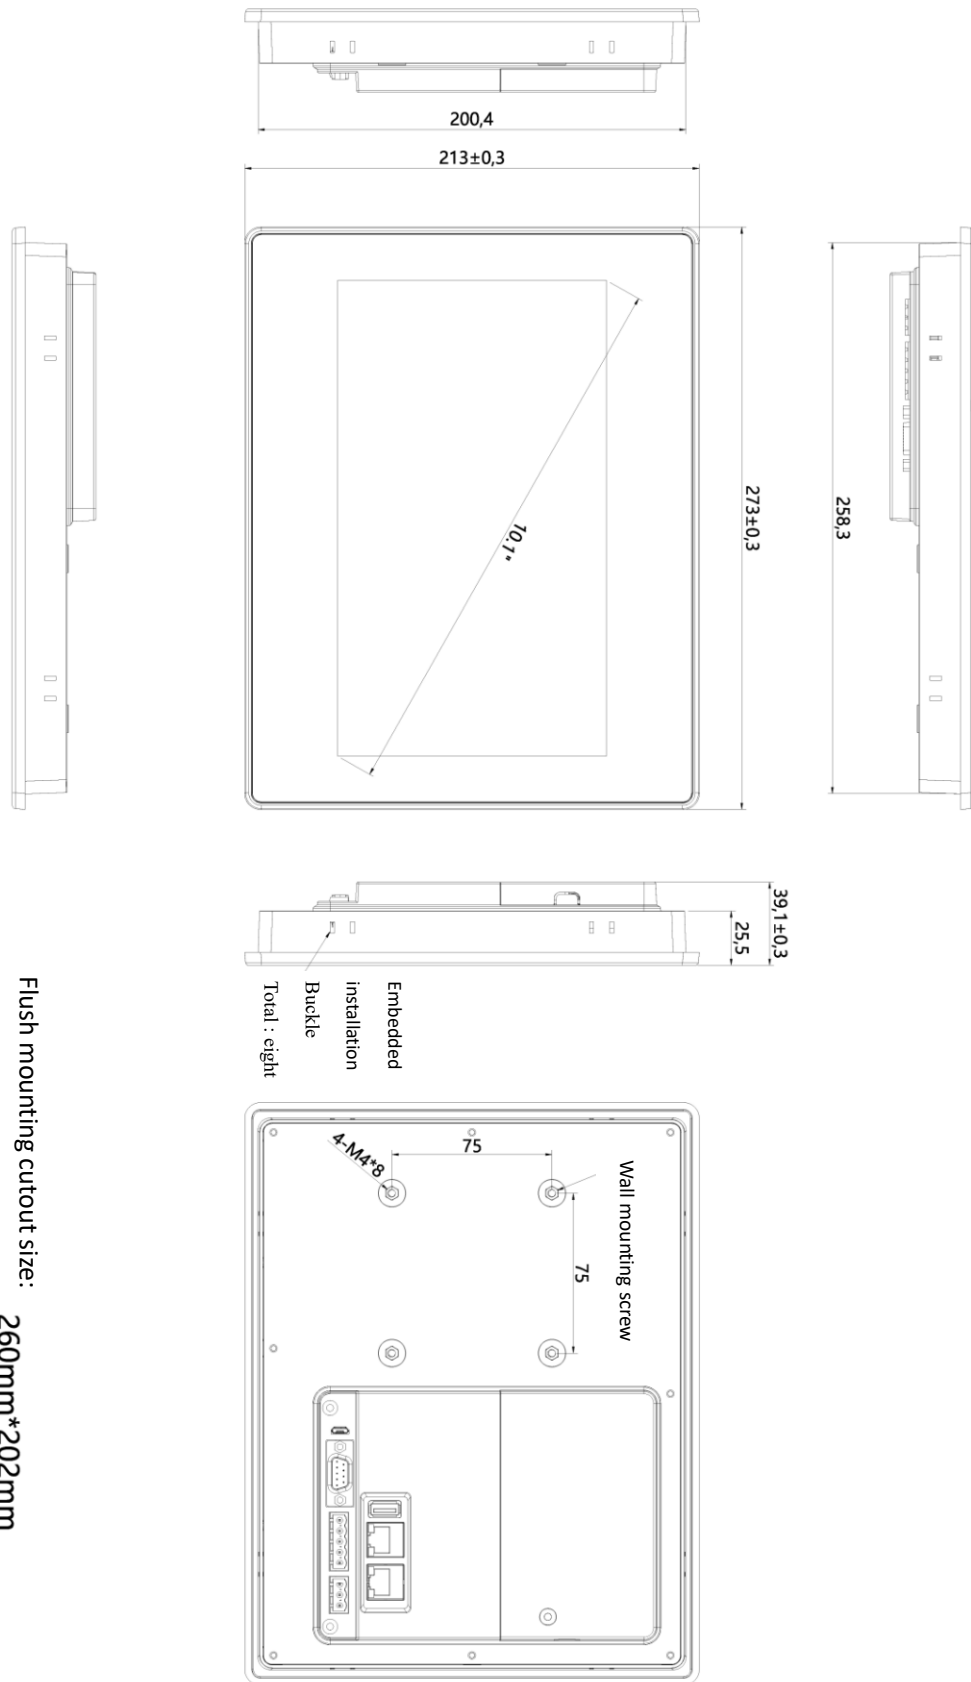 200,4
213±0,3
273±0,3
258,3
10.1"
39,1±0,3
25,5
Embedded
installation
Buckle
Total : eight
75
4-M4*8
Wall mounting screw
75
Flush mounting cutout size:
260mm*202mm